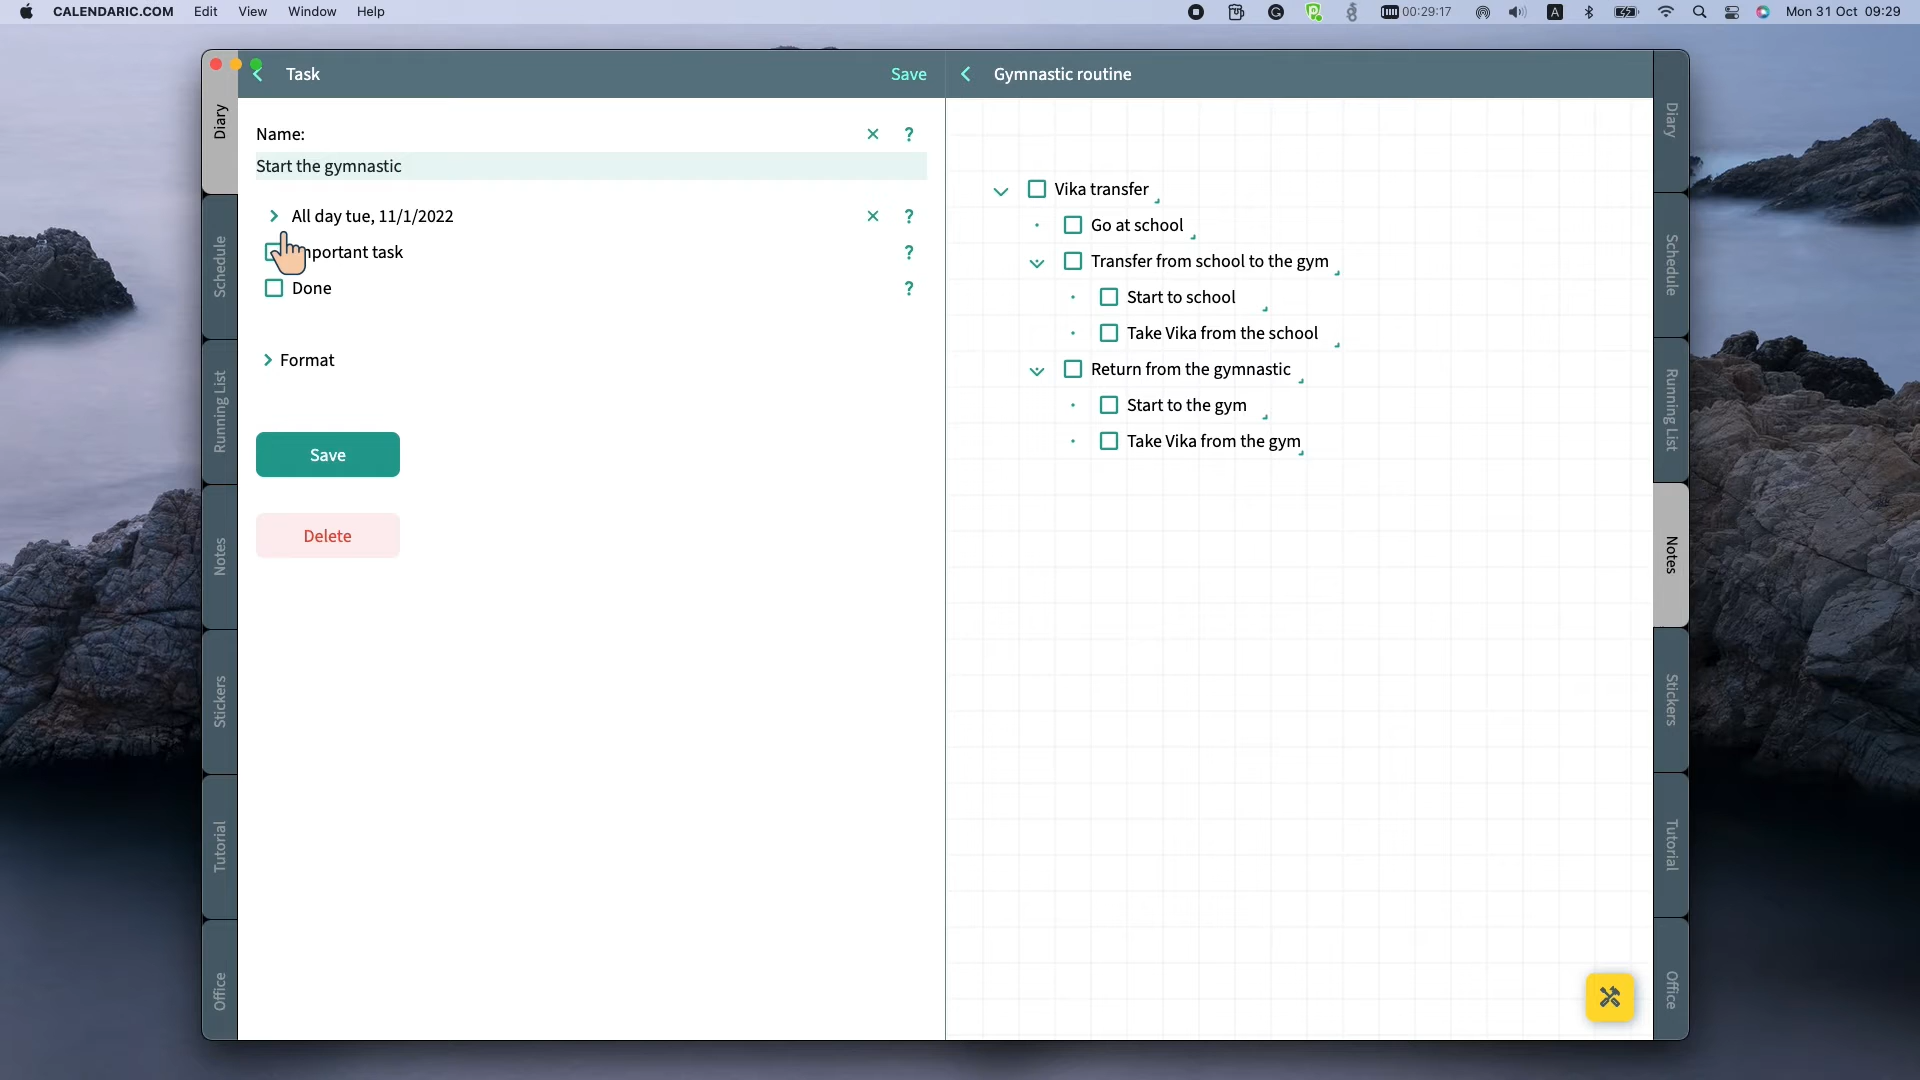 CALENDARIC.COM Edit View Window Help 00:29:17 A Mon 31 Oct 09:29
Task Save
Gymnastic routine
Name: ?
Start the gymnastic
All day tue, 11/1/2022 ?
mportant task ?
Done ?
Format
Save
Delete
Vika transfer
Go at school
Transfer from school to the gym
Start to school
Take Vika from the school
Return from the gymnastic
Start to the gym
Take Vika from the gym
Diary
Schedule
Running List
Notes
Stickers
Tutorial
Office
Diary
Schedule
Running List
Notes
Stickers
Tutorial
Office